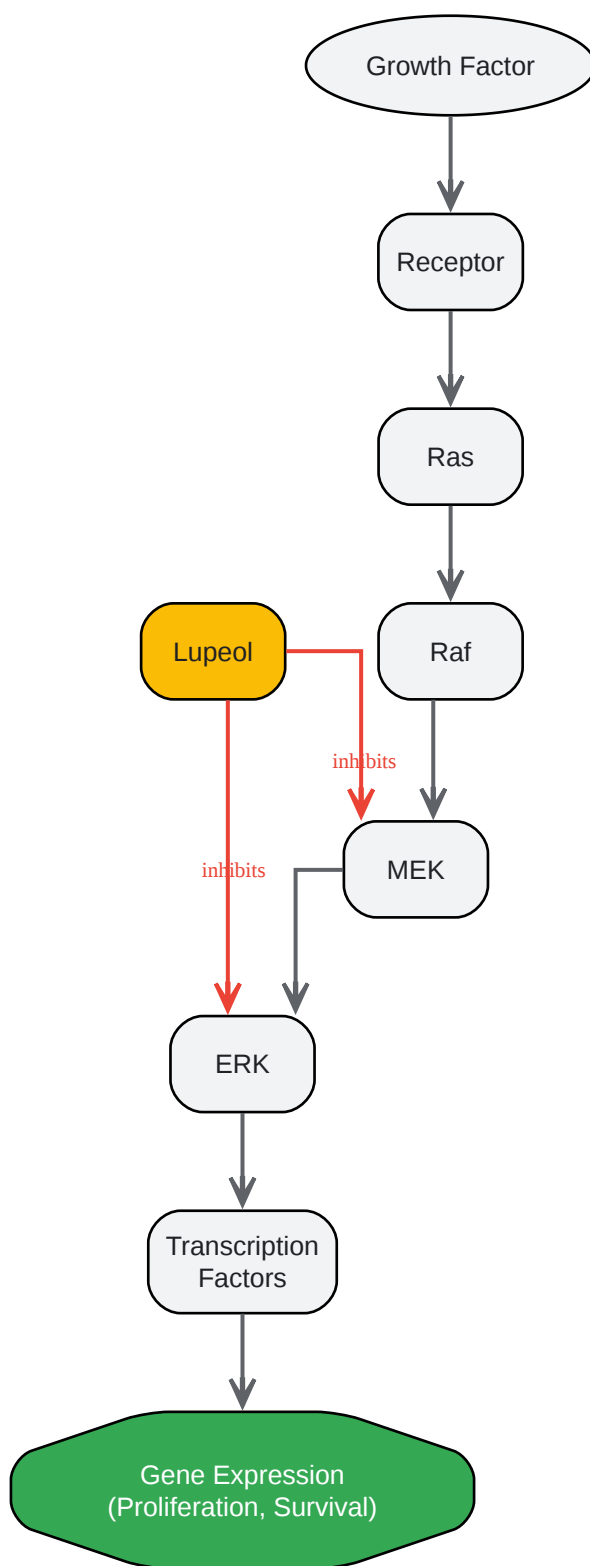 Growth Factor
Receptor
Ras
Lupeol
Raf
inhibits
MEK
inhibits
ERK
Transcription
Factors
Gene Expression
(Proliferation, Survival)